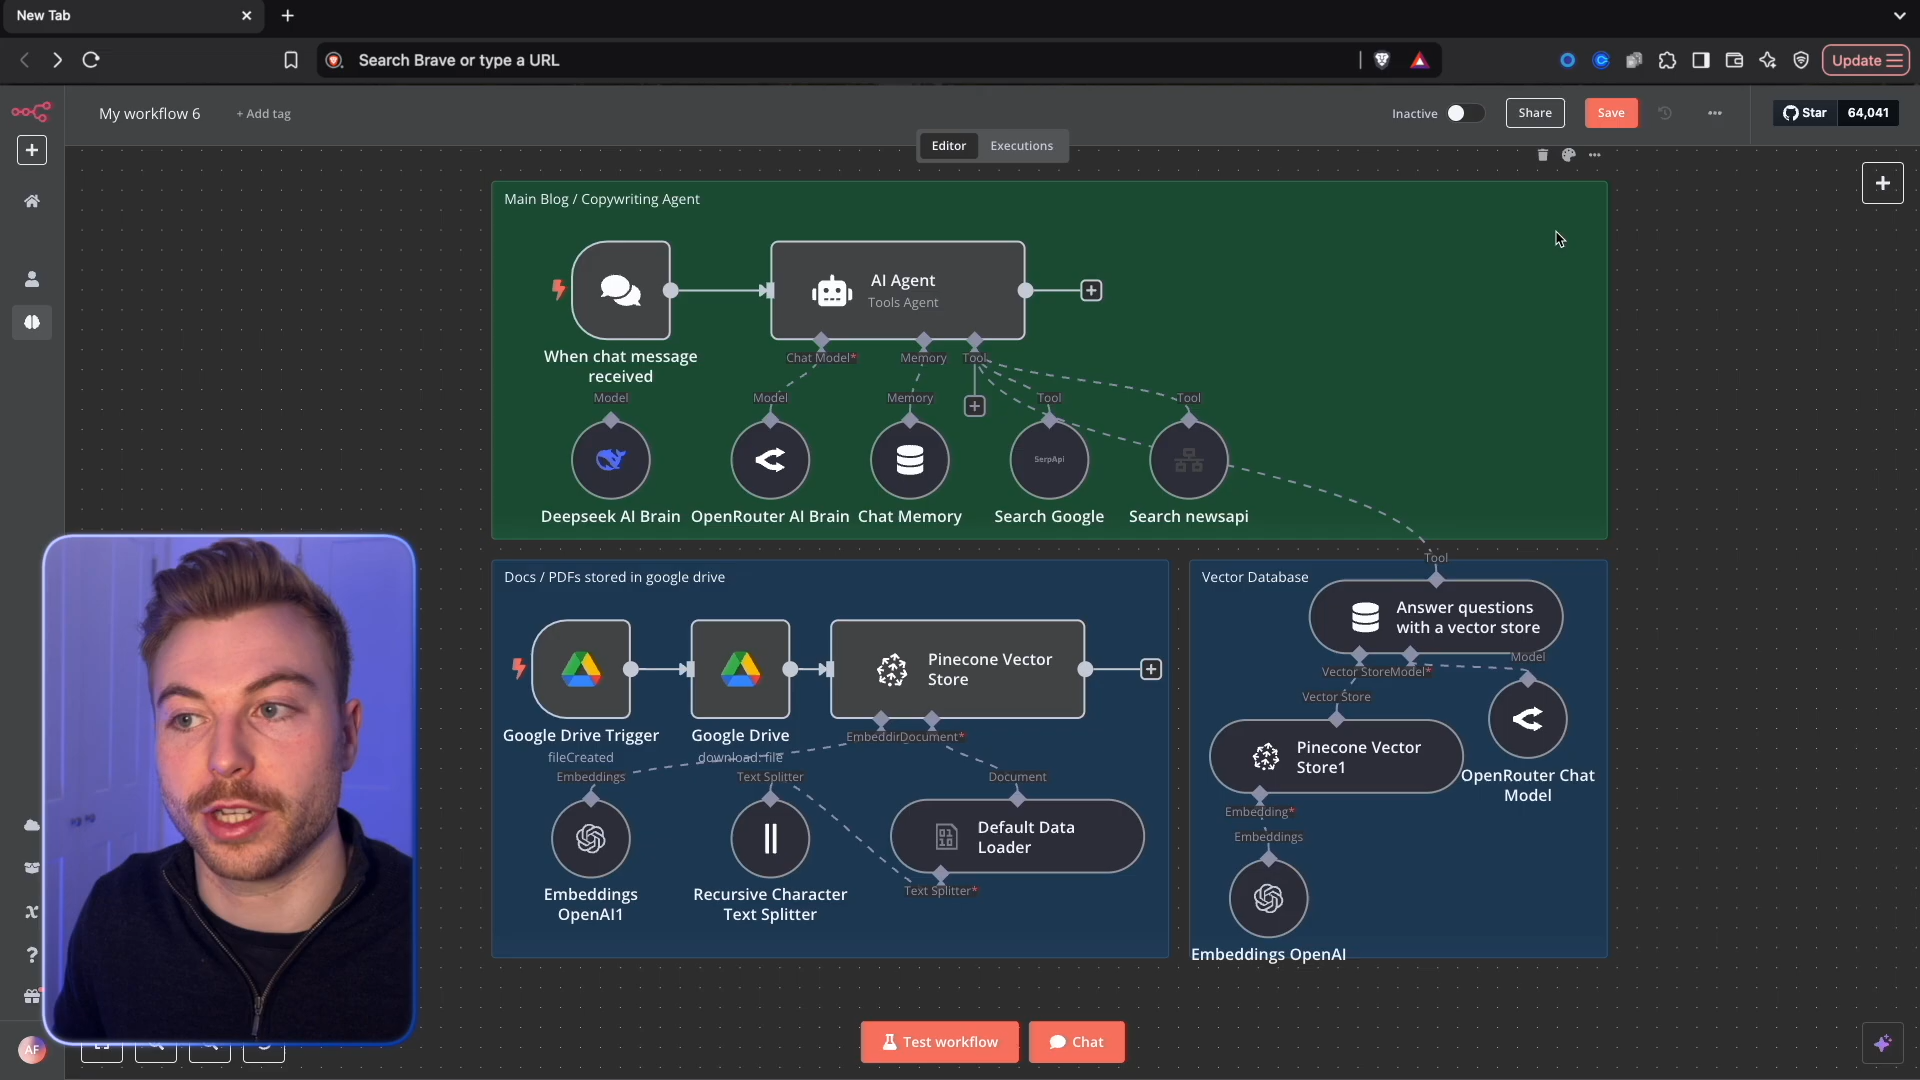 New Tab
Search Brave or type a URL
Update
My workflow 6
+ Add tag
Inactive
Share
Save
Star
64,041
Editor
Executions
Main Blog / Copywriting Agent
AI Agent
Tools Agent
When chat message
received
Chat Model*
Memory
Tool
Model
Model
Memory
Tool
Tool
SerpApi
Deepseek AI Brain
OpenRouter AI Brain
Chat Memory
Search Google
Search newsapi
Docs / PDFs stored in google drive
Pinecone Vector
Store
Google Drive Trigger
fileCreated
Google Drive
download: file
Document*
Embeddings
Text Splitter
Document
Default Data
Loader
Text Splitter*
Embeddings
OpenAI1
Recursive Character
Text Splitter
Vector Database
Tool
Answer questions
with a vector store
Vector Store
Model*
Model
Vector Store
Pinecone Vector
Store1
OpenRouter Chat
Model
Embedding*
Embeddings
Embeddings OpenAI
AF
Test workflow
Chat